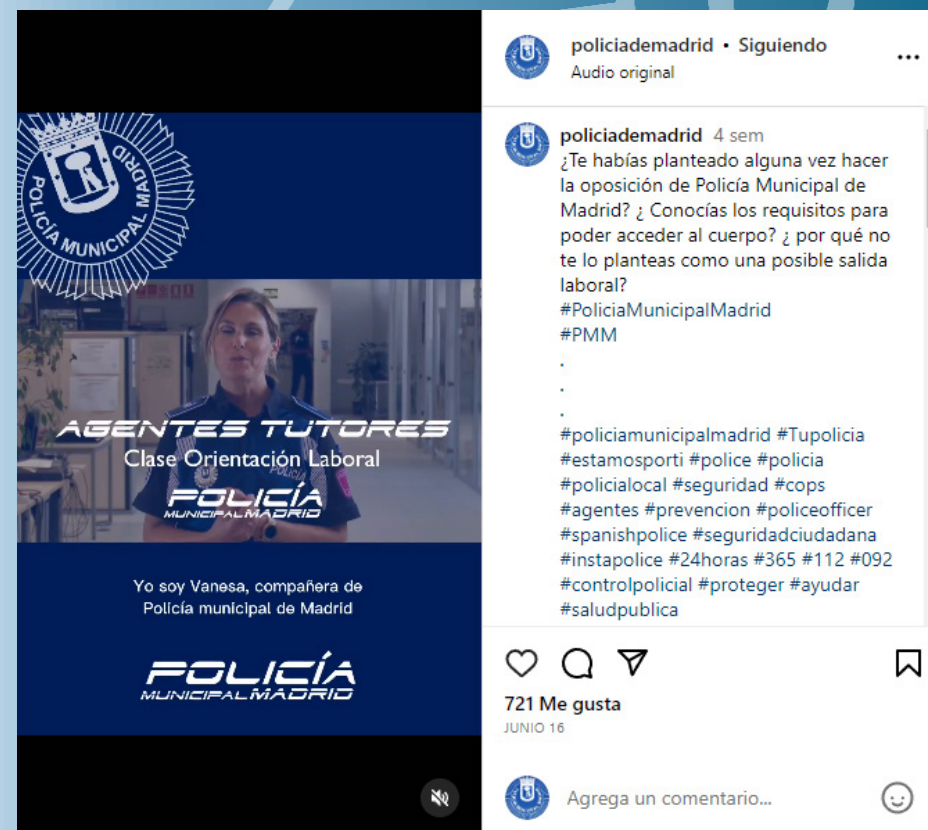 POLICÍA MUNICIPAL MADRID
AGENTES TUTORES
Clase Orientación Laboral
POLICÍA
MUNICIPAL MADRID
POLICÍA
Yo soy Vanesa, compañera de
Policía municipal de Madrid
POLICÍA
MUNICIPAL MADRID
policiademadrid • Siguiendo
Audio original
policiademadrid 4 sem
¿Te habías planteado alguna vez hacer
la oposición de Policía Municipal de
Madrid? ¿ Conocías los requisitos para
poder acceder al cuerpo? ¿ por qué no
te lo planteas como una posible salida
laboral?
#PoliciaMunicipalMadrid
#PMM
.
.
.
#policiamunicipalmadrid #Tupolicia
#estamosporti #police #policia
#policialocal #seguridad #cops
#agentes #prevencion #policeofficer
#spanishpolice #seguridadciudadana
#instapolice #24horas #365 #112 #092
#controlpolicial #proteger #ayudar
#saludpublica
721 Me gusta
JUNIO 16
Agrega un comentario...